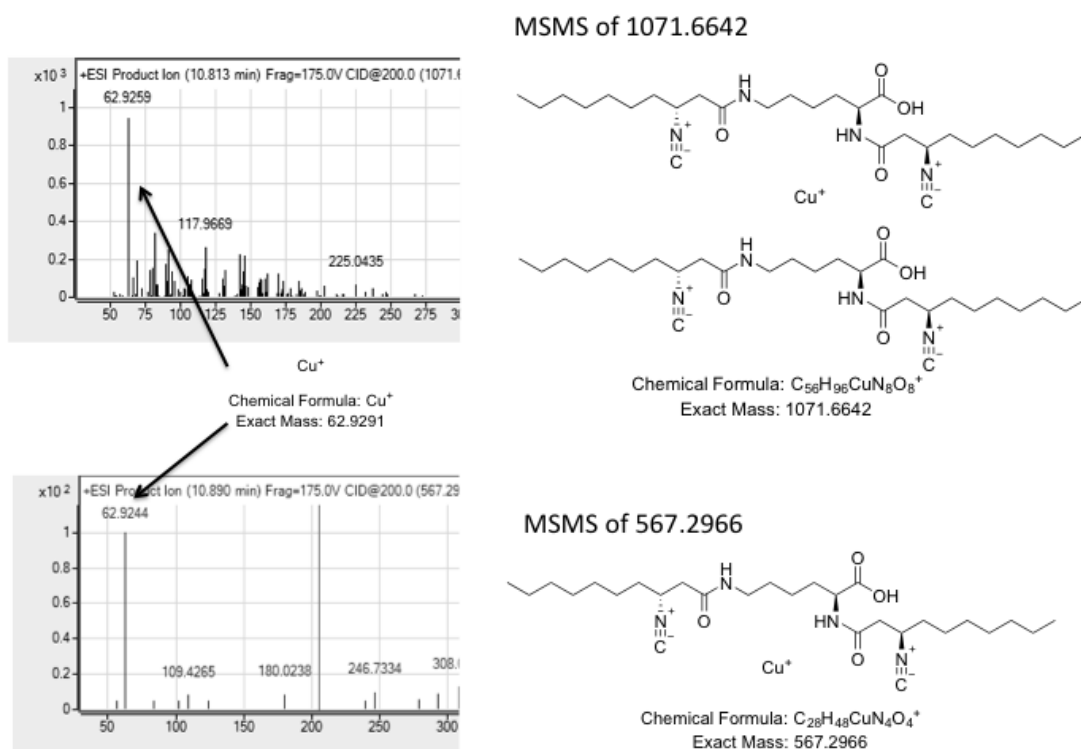 MSMS of 1071.6642
x10 3
+ESI Product Ion (10.813 min) Frag=175.0V CID@200.0 (1071.6
62.9259
1
0.8
0.6
0.4
0.2
0
117.9669
225.0435
50 75 100 125 150 175 200 225 250 275
H
N
O
O
OH
HN
O
N
+
C
−
N
+
C
−
Cu+
H
N
O
O
OH
HN
O
N
+
C
−
N
+
C
−
Chemical Formula: C56H96CuN8O8+
Exact Mass: 1071.6642
Cu+
Chemical Formula: Cu+
Exact Mass: 62.9291
x10 2
+ESI Product Ion (10.890 min) Frag=175.0V CID@200.0 (567.29
62.9244
1
0.8
0.6
0.4
0.2
0
109.4265
180.0238
246.7334
308.
50 100 150 200 250 300
MSMS of 567.2966
H
N
O
O
OH
HN
O
N
+
C
−
N
+
C
−
Cu+
Chemical Formula: C28H48CuN4O4+
Exact Mass: 567.2966